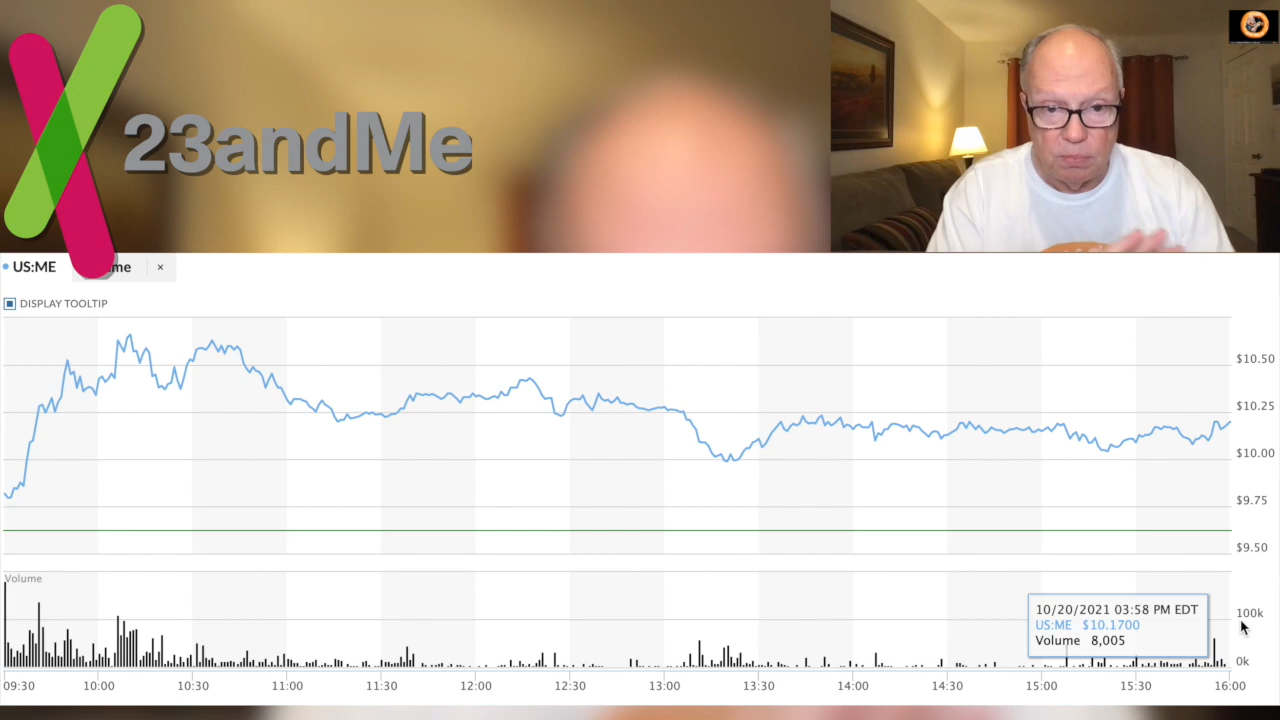 23andMe
US:ME
me ×
DISPLAY TOOLTIP
$10.50
$10.25
$10.00
$9.75
$9.50
Volume
10/20/2021 03:58 PM EDT
US:ME $10.1700
Volume 8,005
100k
0k
09:30 10:00 10:30 11:00 11:30 12:00 12:30 13:00 13:30 14:00 14:30 15:00 15:30 16:00